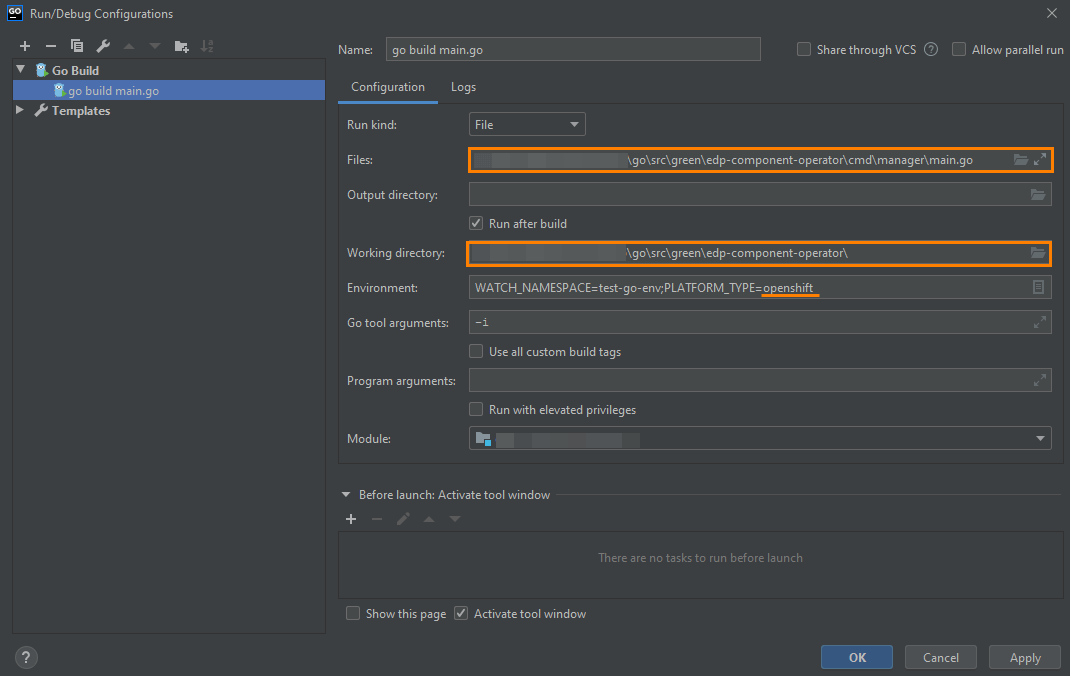 GO Run/Debug Configurations
Name: go build main.go Share through VCS ? Allow parallel run
Go Build
go build main.go
Templates
Configuration Logs
Run kind: File
Files: \go\src\green\edp-component-operator\cmd\manager\main.go
Output directory:
Run after build
Working directory: \go\src\green\edp-component-operator\
Environment: WATCH_NAMESPACE=test-go-env;PLATFORM_TYPE=openshift
Go tool arguments: -i
Use all custom build tags
Program arguments:
Run with elevated privileges
Module:
Before launch: Activate tool window
There are no tasks to run before launch
Show this page Activate tool window
? OK Cancel Apply